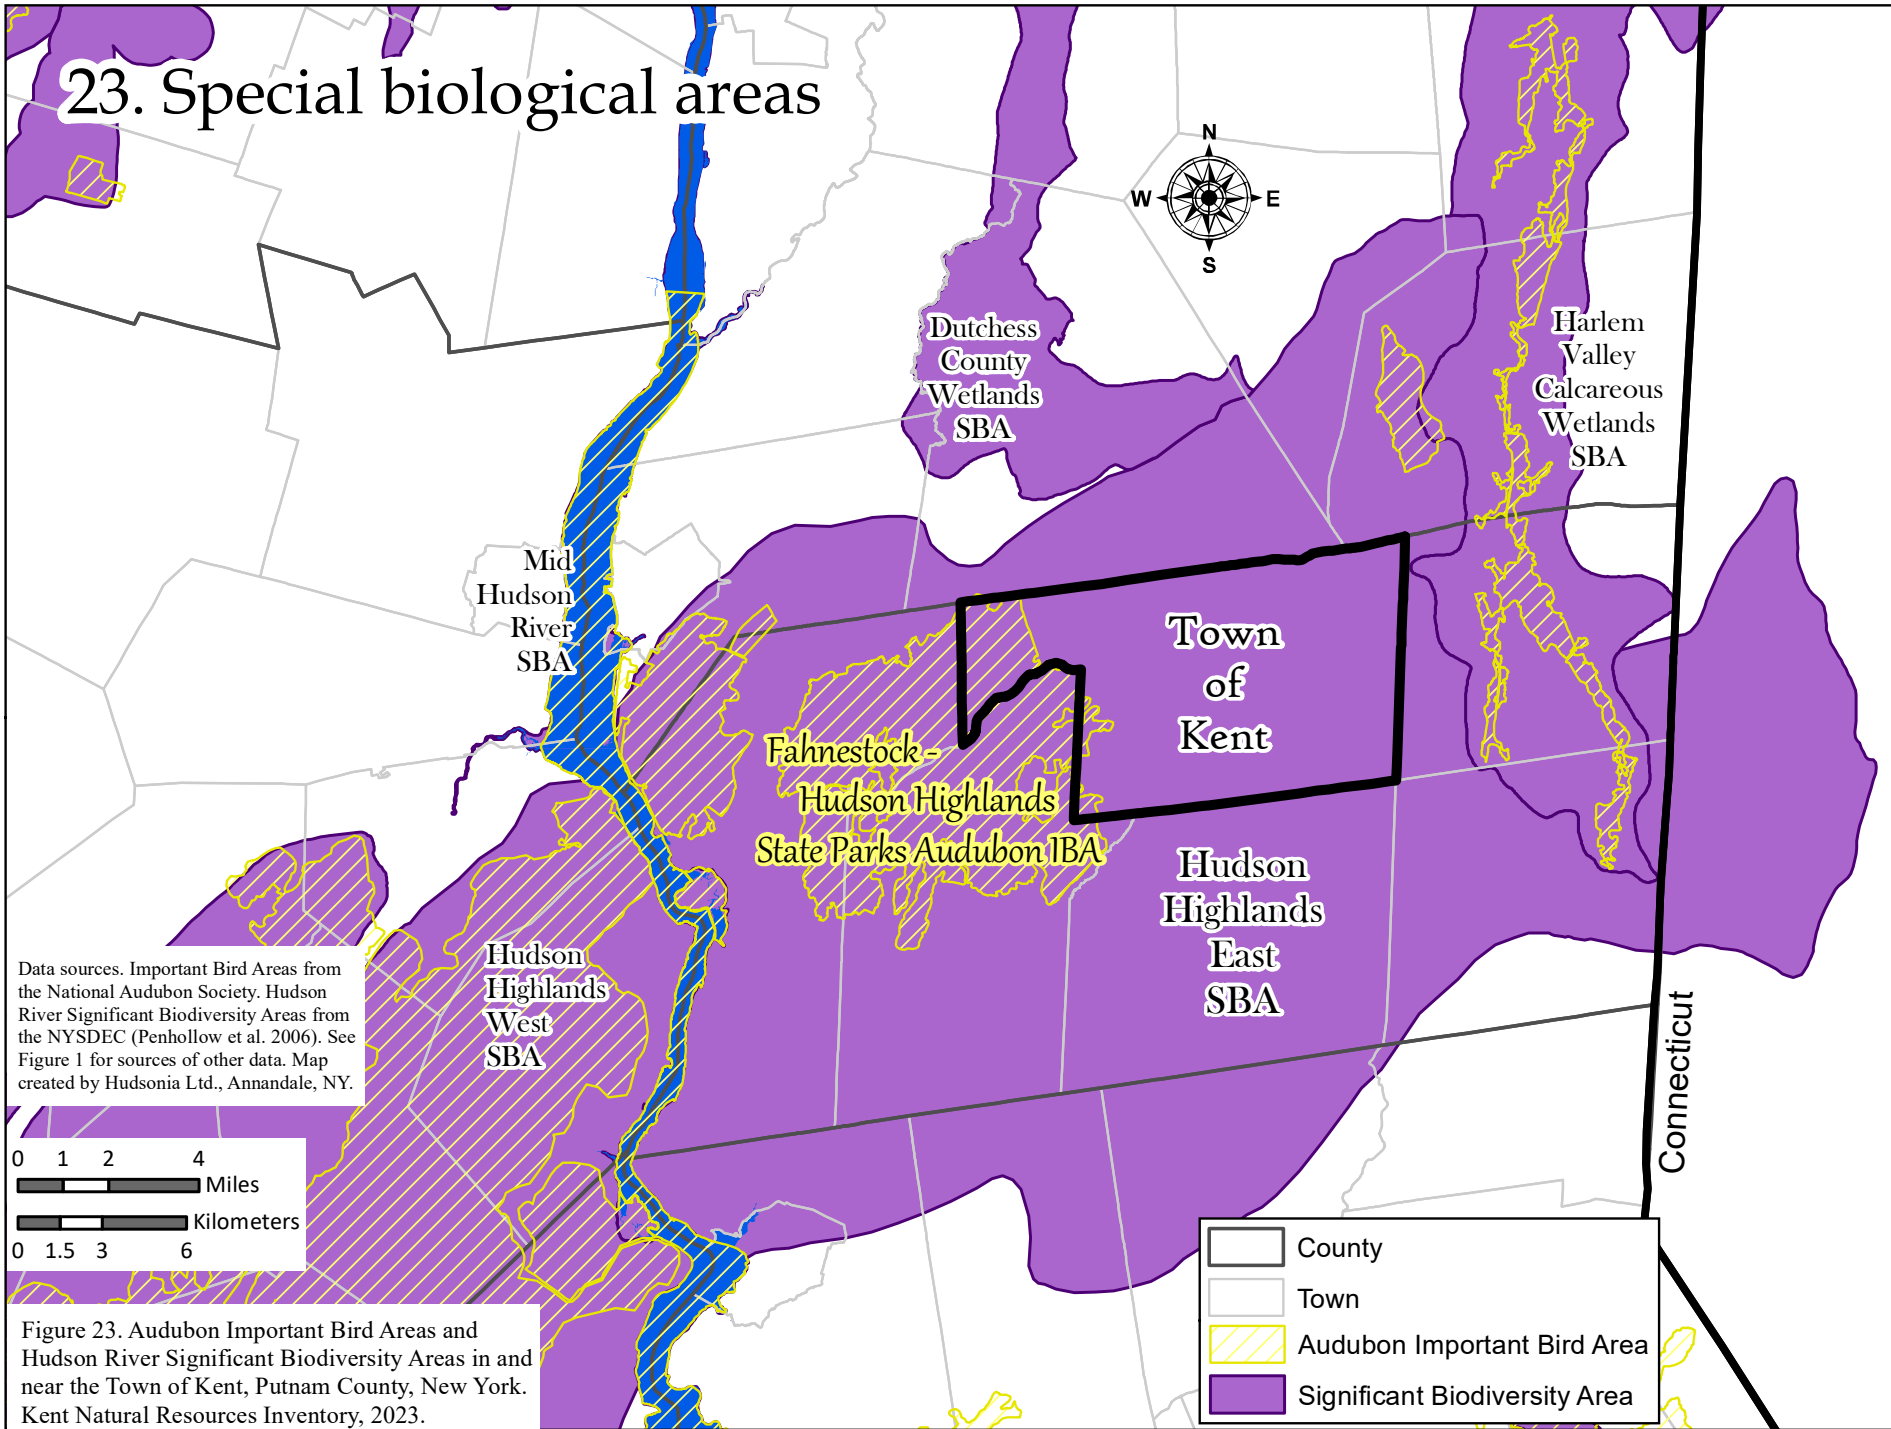 23. Special biological areas
N
W
E
S
Dutchess
County
Wetlands
SBA
Harlem
Valley
Calcareous
Wetlands
SBA
Mid
Hudson
River
SBA
Town
of
Kent
Fahnestock -
Hudson Highlands
State Parks Audubon IBA
Hudson
Highlands
East
SBA
Hudson
Highlands
West
SBA
Connecticut
Data sources. Important Bird Areas from
the National Audubon Society. Hudson
River Significant Biodiversity Areas from
the NYSDEC (Penhollow et al. 2006). See
Figure 1 for sources of other data. Map
created by Hudsonia Ltd., Annandale, NY.
0 1 2 4
Miles
Kilometers
0 1.5 3 6
Figure 23. Audubon Important Bird Areas and
Hudson River Significant Biodiversity Areas in and
near the Town of Kent, Putnam County, New York.
Kent Natural Resources Inventory, 2023.
County
Town
Audubon Important Bird Area
Significant Biodiversity Area